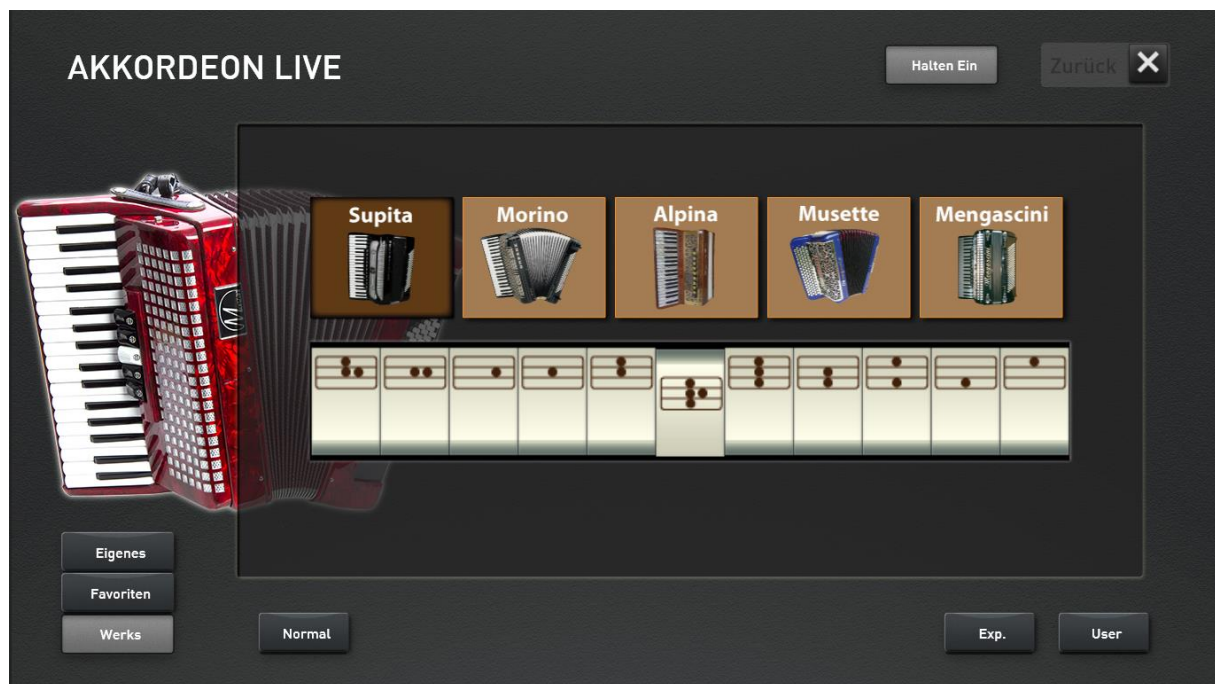 AKKORDEON LIVE
Halten Ein
Zurück
Supita
Morino
Alpina
Musette
Mengascini
Eigenes
Favoriten
Werks
Normal
Exp.
User